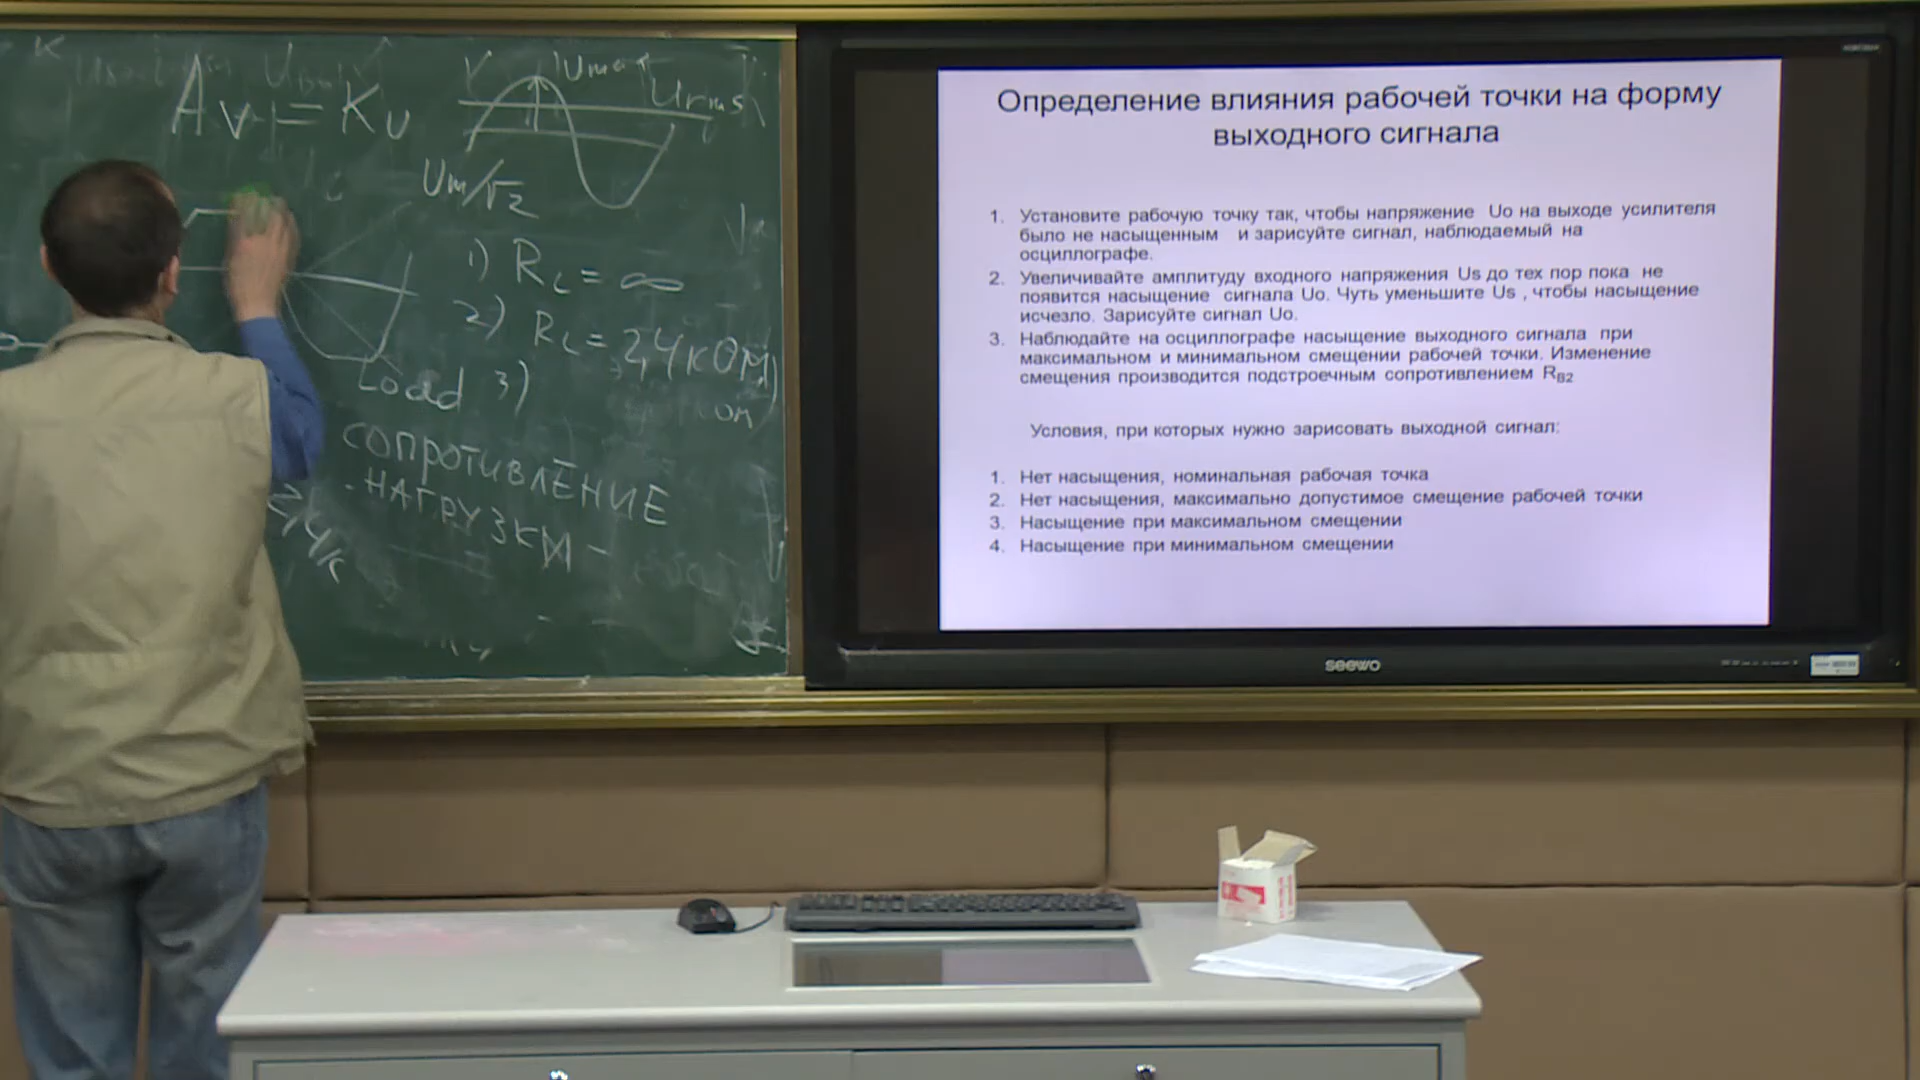 Av = Ku
Umax
Urms
Um/√2
1) RL = ∞
2) RL = 2,4 кОм
Load 3)
СОПРОТИВЛЕНИЕ
- НАГРУЗКИ -
Определение влияния рабочей точки на форму
выходного сигнала
1. Установите рабочую точку так, чтобы напряжение Uo на выходе усилителя
было не насыщенным и зарисуйте сигнал, наблюдаемый на
осциллографе.
2. Увеличивайте амплитуду входного напряжения Us до тех пор пока не
появится насыщение сигнала Uo. Чуть уменьшите Us , чтобы насыщение
исчезло. Зарисуйте сигнал Uo.
3. Наблюдайте на осциллографе насыщение выходного сигнала при
максимальном и минимальном смещении рабочей точки. Изменение
смещения производится подстроечным сопротивлением RB2
Условия, при которых нужно зарисовать выходной сигнал:
1. Нет насыщения, номинальная рабочая точка
2. Нет насыщения, максимально допустимое смещение рабочей точки
3. Насыщение при максимальном смещении
4. Насыщение при минимальном смещении
seewo